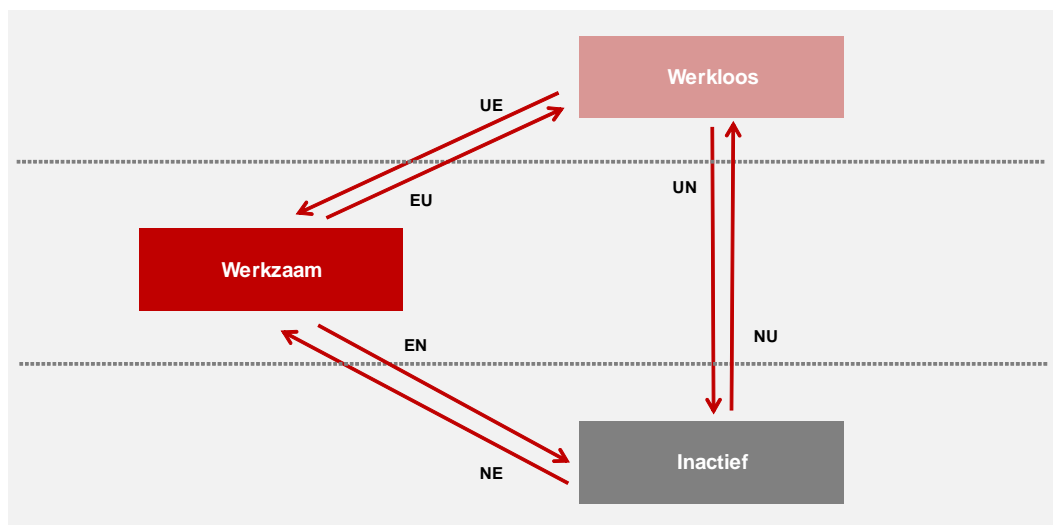 Werkloos
UE
UN
EU
Werkzaam
EN
NU
NE
Inactief